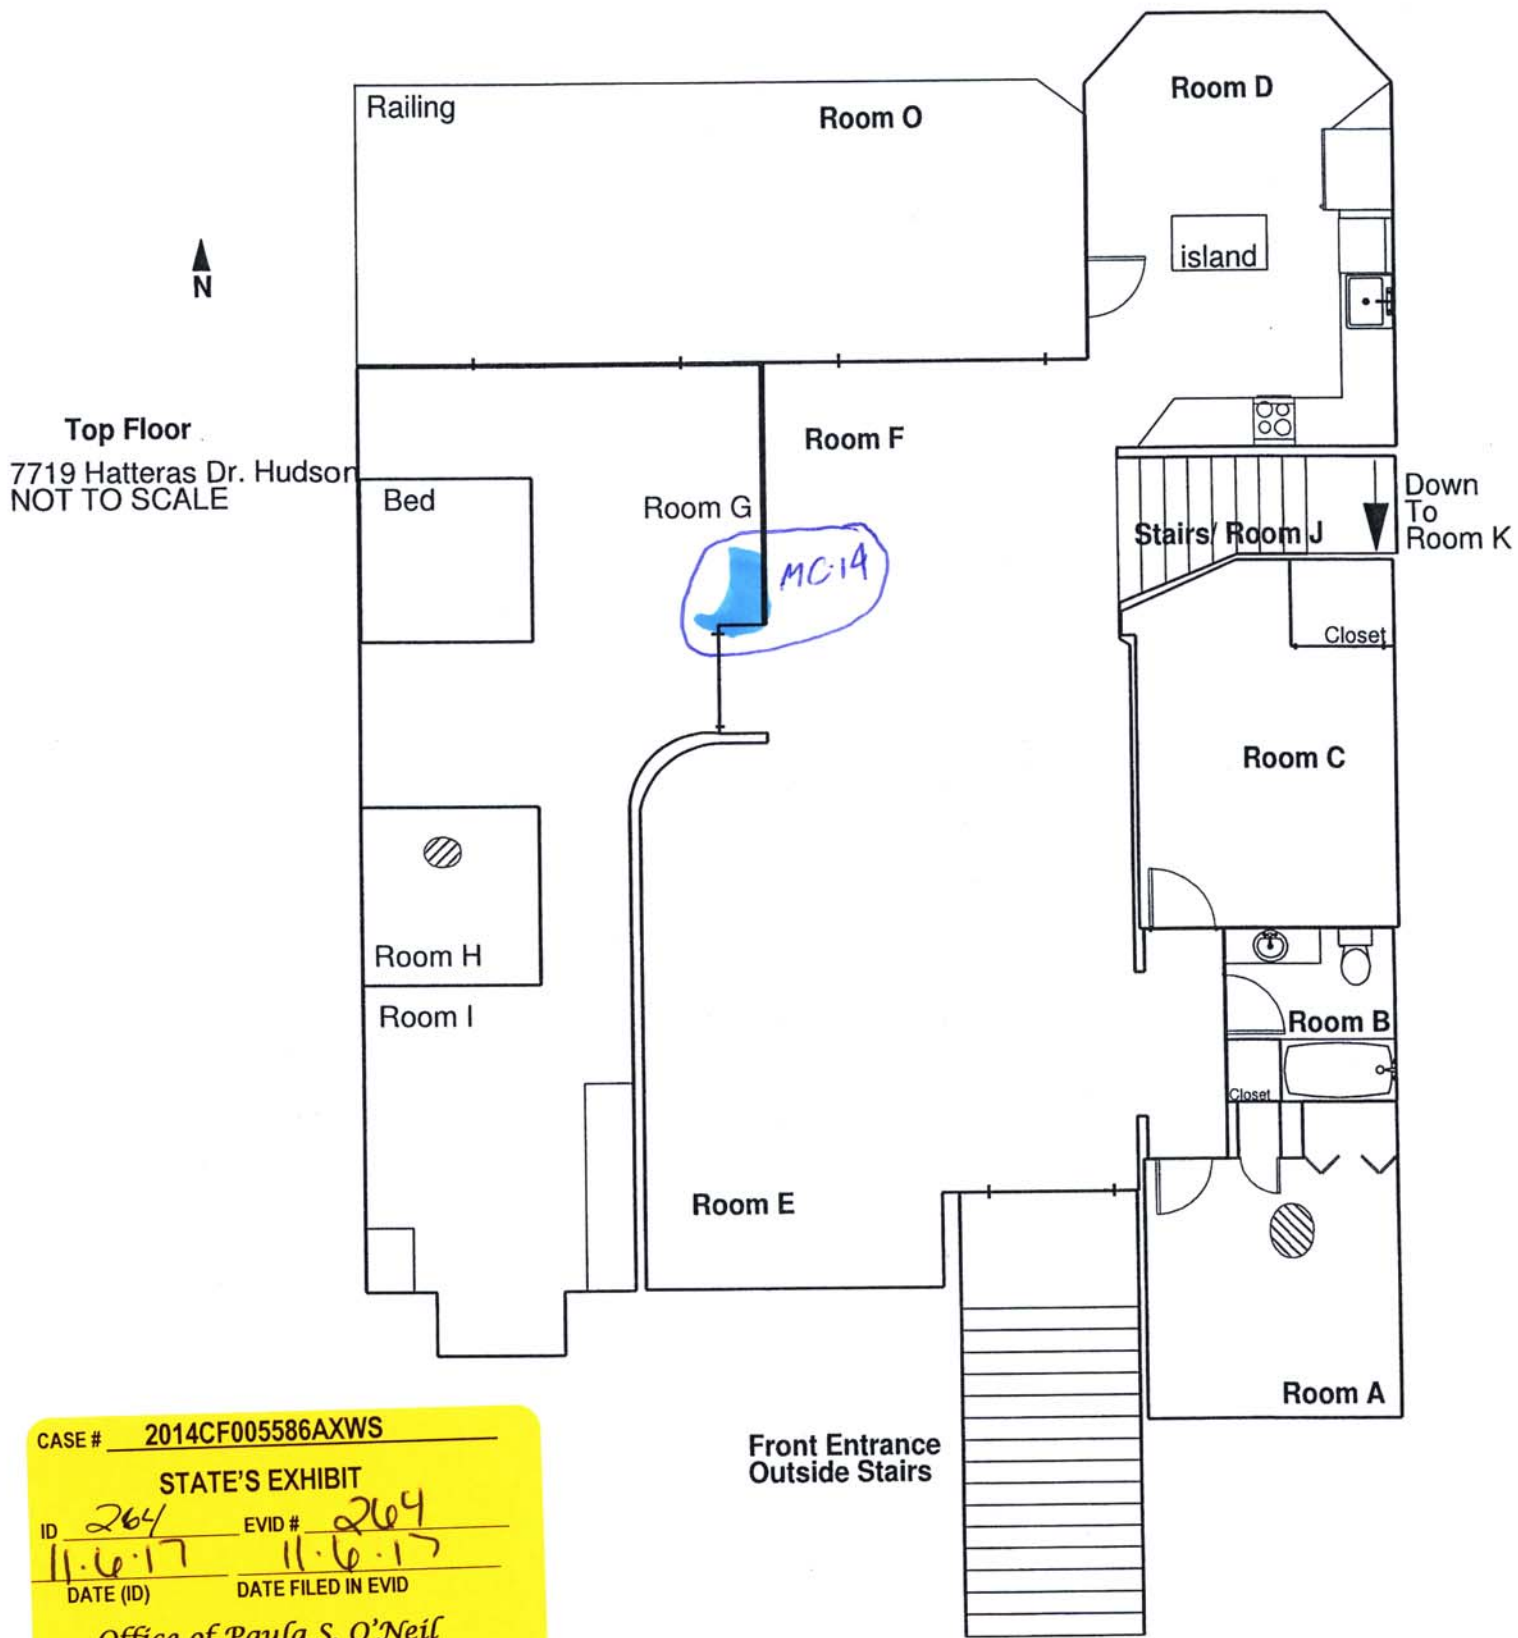 Room D
Railing
Room O
island
N
Top Floor
7719 Hatteras Dr. Hudson
NOT TO SCALE
Room F
Bed
Room G
MC-14
Stairs/ Room J
Down
To
Room K
Closet
Room C
Room H
Room I
Room B
Closet
Room E
Room A
Front Entrance
Outside Stairs
CASE # 2014CF005586AXWS
STATE'S EXHIBIT
ID 264 EVID # 264
11.6.17 11.6.17
DATE (ID) DATE FILED IN EVID
Office of Paula S. O'Neil